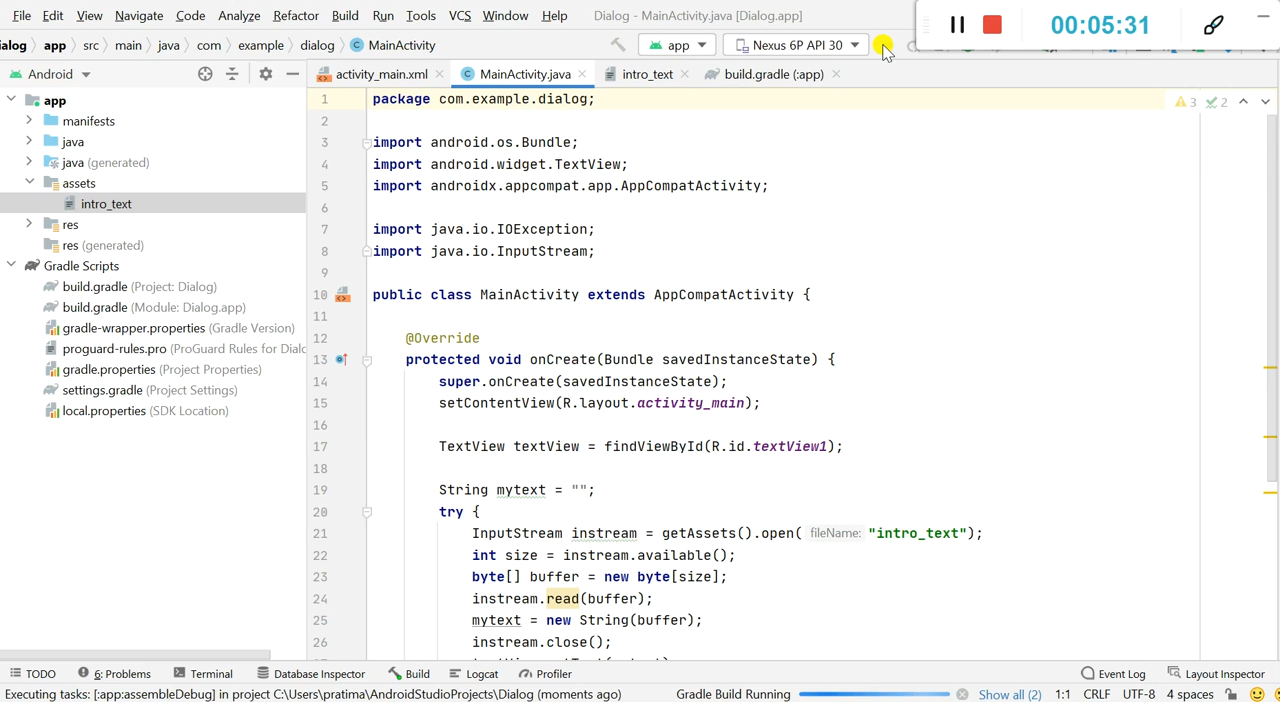 File Edit View Navigate Code Analyze Refactor Build Run Tools VCS Window Help Dialog - MainActivity.java [Dialog.app]
00:05:31
ialog app src main java com example dialog MainActivity app Nexus 6P API 30
Android activity_main.xml MainActivity.java intro_text build.gradle (:app)
app
manifests
java
java (generated)
assets
intro_text
res
res (generated)
Gradle Scripts
build.gradle (Project: Dialog)
build.gradle (Module: Dialog.app)
gradle-wrapper.properties (Gradle Version)
proguard-rules.pro (ProGuard Rules for Dialo
gradle.properties (Project Properties)
settings.gradle (Project Settings)
local.properties (SDK Location)
3 2
1 package com.example.dialog;
2
3 import android.os.Bundle;
4 import android.widget.TextView;
5 import androidx.appcompat.app.AppCompatActivity;
6
7 import java.io.IOException;
8 import java.io.InputStream;
9
10 public class MainActivity extends AppCompatActivity {
11
12 @Override
13 protected void onCreate(Bundle savedInstanceState) {
14 super.onCreate(savedInstanceState);
15 setContentView(R.layout.activity_main);
16
17 TextView textView = findViewById(R.id.textView1);
18
19 String mytext = "";
20 try {
21 InputStream instream = getAssets().open( fileName: "intro_text");
22 int size = instream.available();
23 byte[] buffer = new byte[size];
24 instream.read(buffer);
25 mytext = new String(buffer);
26 instream.close();
TODO 6: Problems Terminal Database Inspector Build Logcat Profiler Event Log Layout Inspector
Executing tasks: [:app:assembleDebug] in project C:\Users\pratima\AndroidStudioProjects\Dialog (moments ago) Gradle Build Running Show all (2) 1:1 CRLF UTF-8 4 spaces